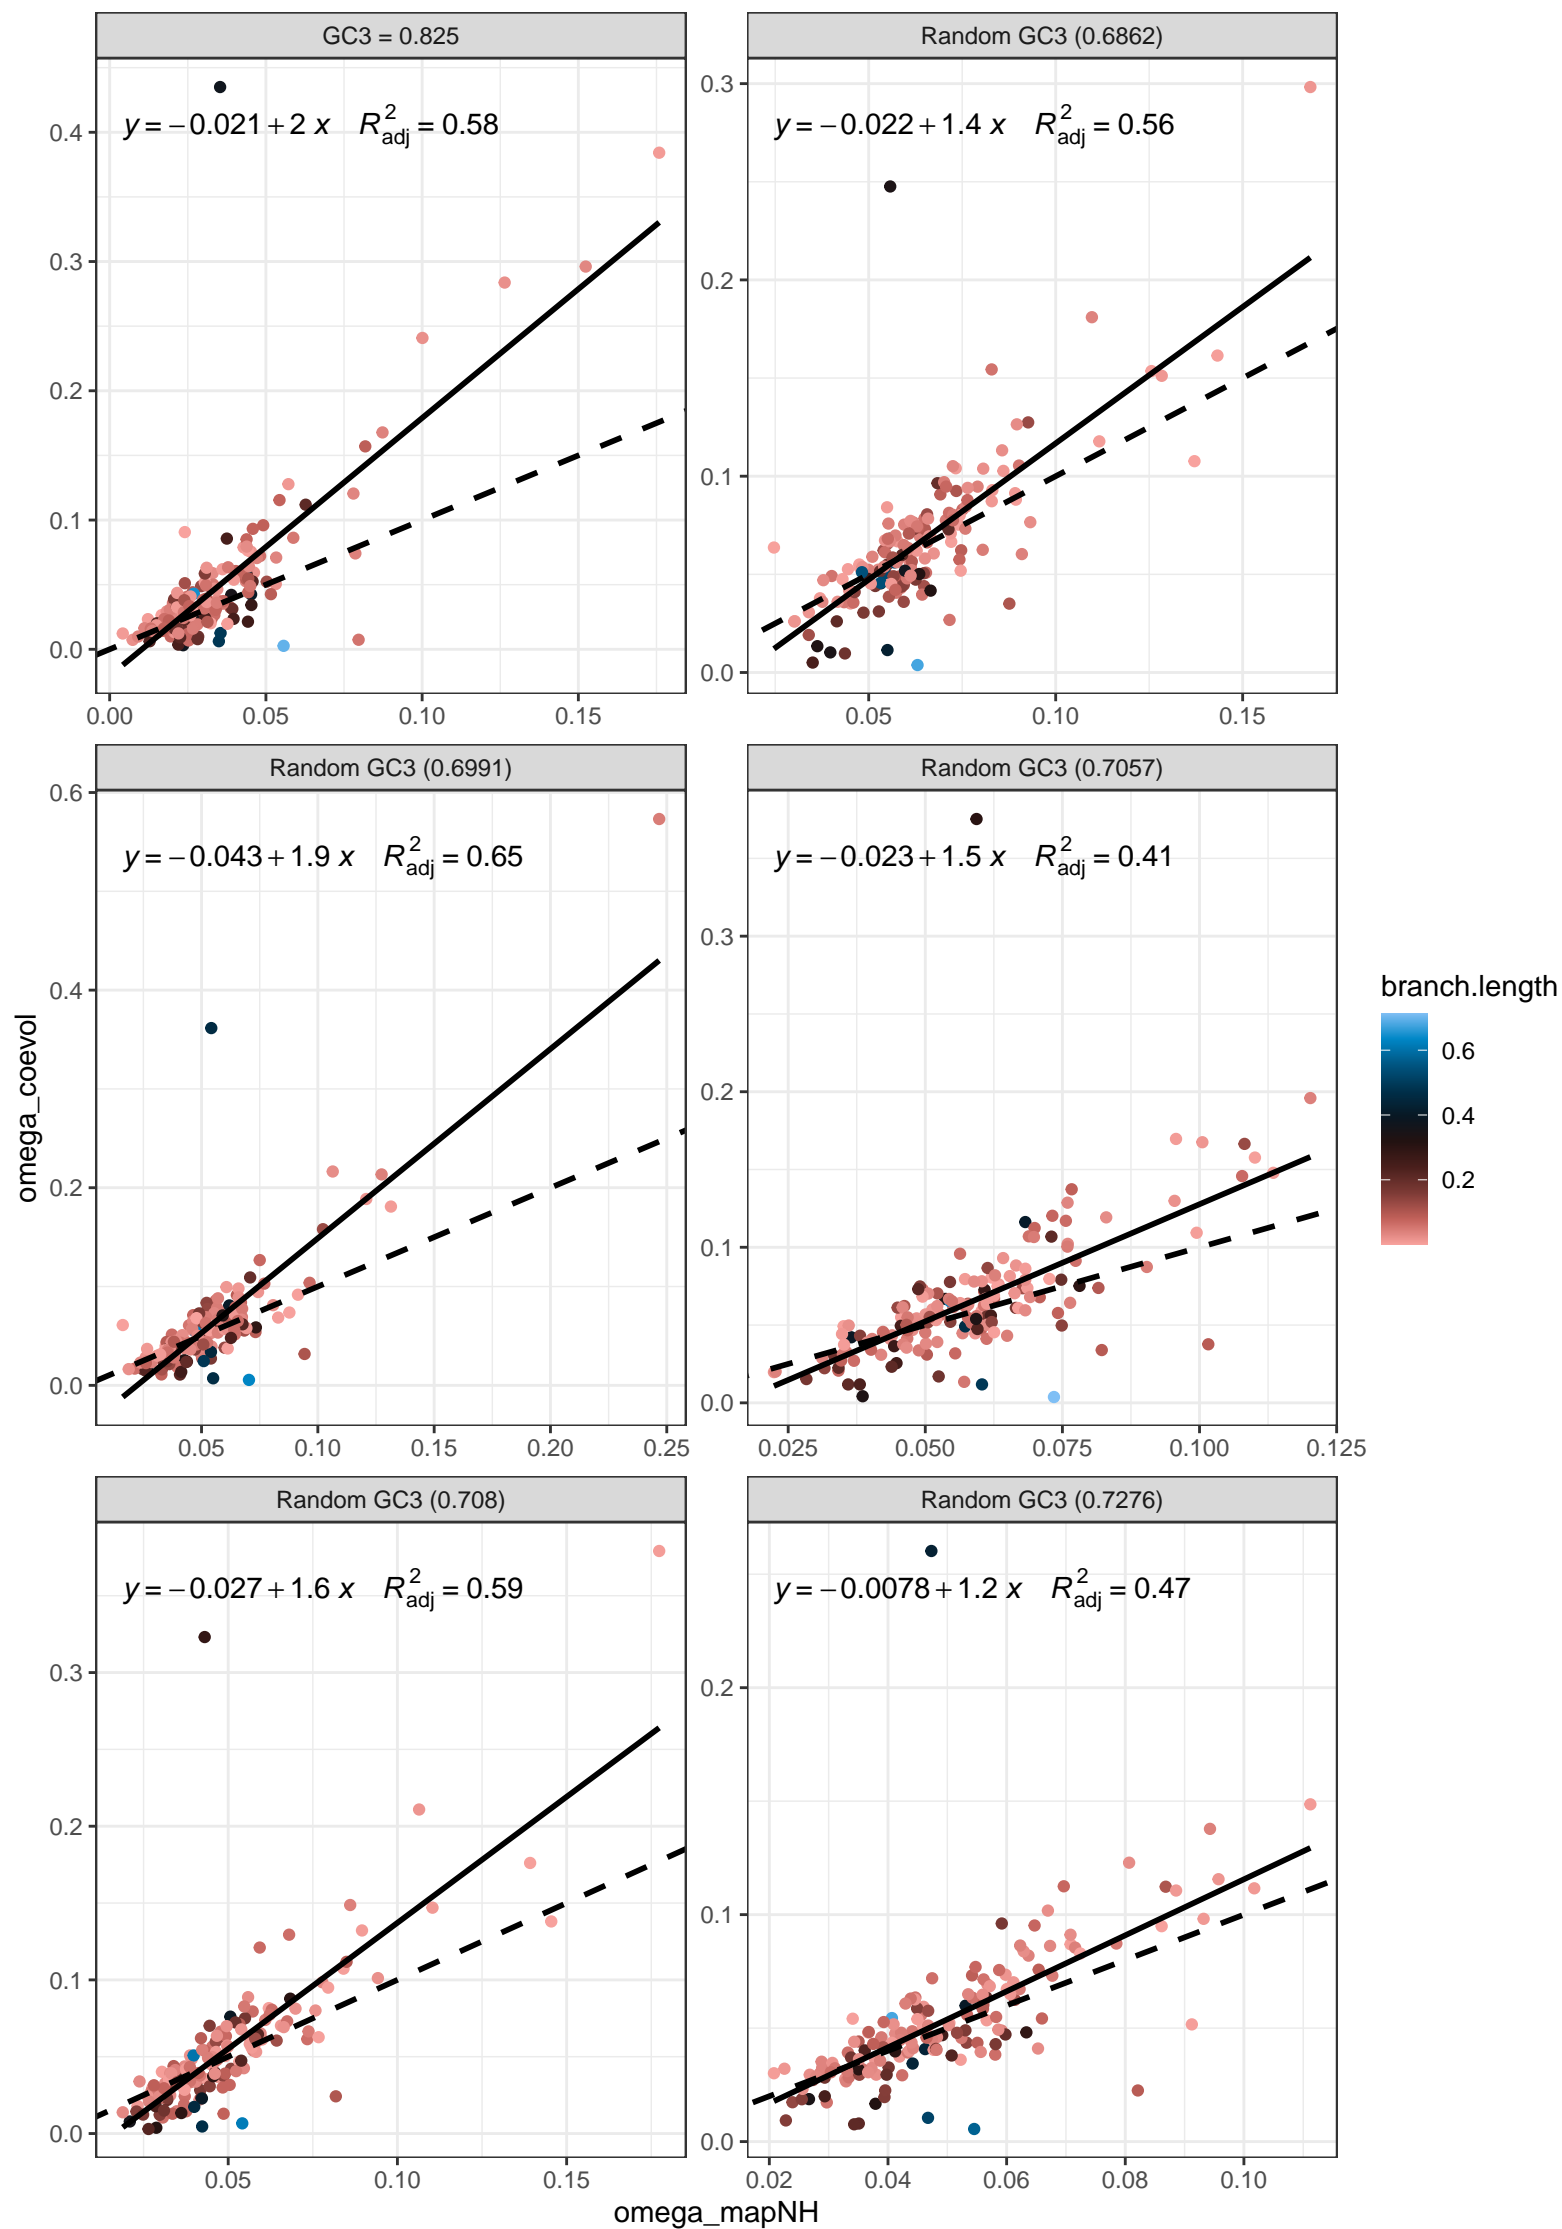 GC3 = 0.825
Random GC3 (0.6862)
y = −0.021 + 2 x R²adj = 0.58
y = −0.022 + 1.4 x R²adj = 0.56
0.4
0.3
0.2
0.1
0.0
0.3
0.2
0.1
0.0
0.00 0.05 0.10 0.15
0.05 0.10 0.15
Random GC3 (0.6991)
Random GC3 (0.7057)
y = −0.043 + 1.9 x R²adj = 0.65
y = −0.023 + 1.5 x R²adj = 0.41
0.6
0.4
0.2
0.0
0.3
0.2
0.1
0.0
0.05 0.10 0.15 0.20 0.25
0.025 0.050 0.075 0.100 0.125
omega_coevol
branch.length
0.6
0.4
0.2
Random GC3 (0.708)
Random GC3 (0.7276)
y = −0.027 + 1.6 x R²adj = 0.59
y = −0.0078 + 1.2 x R²adj = 0.47
0.3
0.2
0.1
0.0
0.2
0.1
0.0
0.05 0.10 0.15
0.02 0.04 0.06 0.08 0.10
omega_mapNH